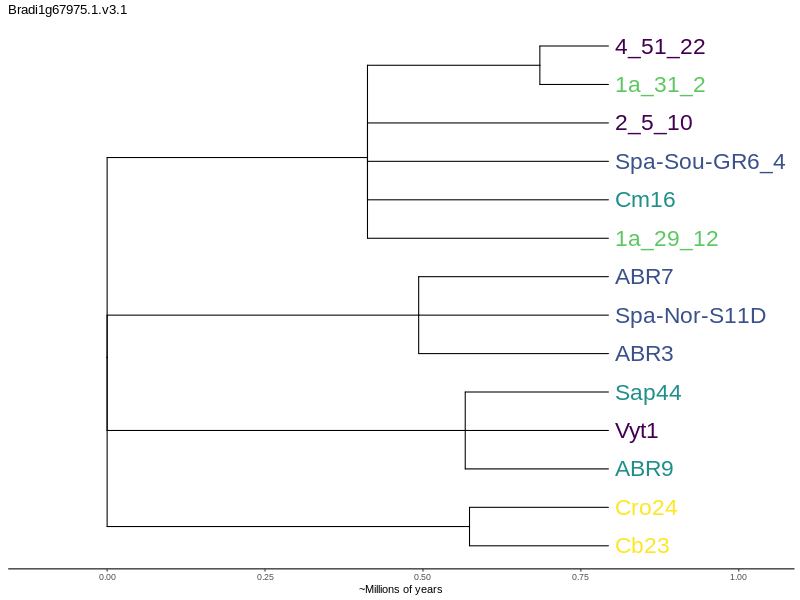 Bradi1g67975.1.v3.1
4_51_22
1a_31_2
2_5_10
Spa-Sou-GR6_4
Cm16
1a_29_12
ABR7
Spa-Nor-S11D
ABR3
Sap44
Vyt1
ABR9
Cro24
Cb23
0.00 0.25 0.50 0.75 1.00
~Millions of years